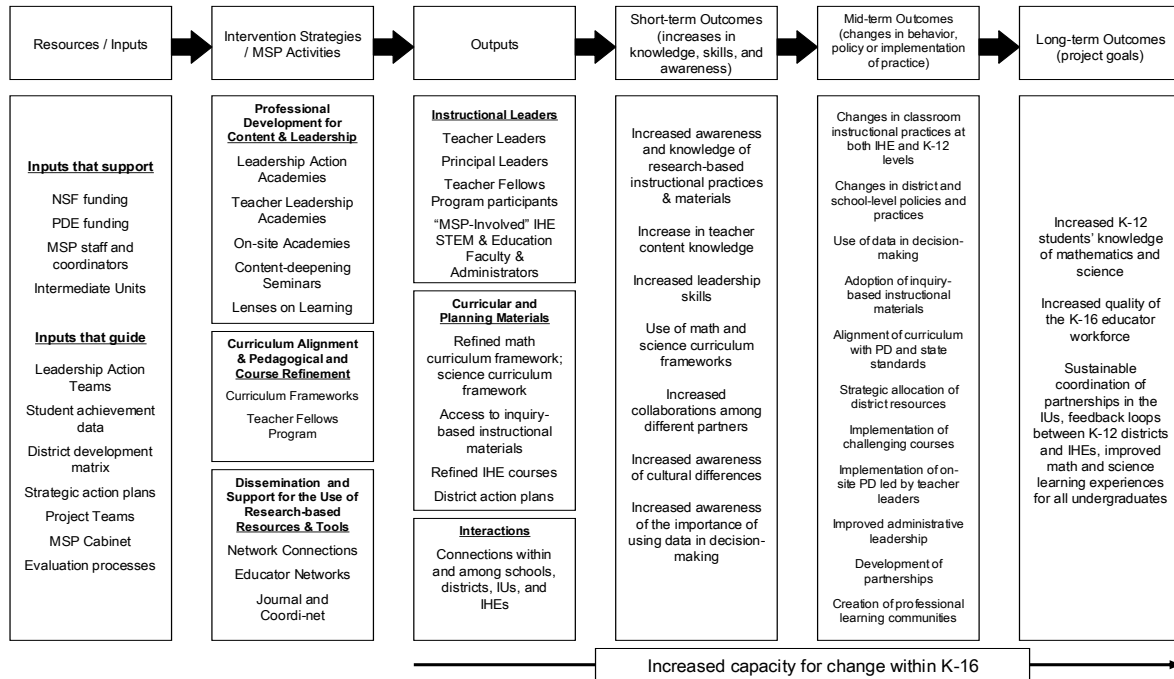 Resources / Inputs
Intervention Strategies
/ MSP Activities
Outputs
Short-term Outcomes
(increases in
knowledge, skills, and
awareness)
Mid-term Outcomes
(changes in behavior,
policy or implementation
of practice)
Long-term Outcomes
(project goals)
Inputs that support
NSF funding
PDE funding
MSP staff and
coordinators
Intermediate Units
Inputs that guide
Leadership Action
Teams
Student achievement
data
District development
matrix
Strategic action plans
Project Teams
MSP Cabinet
Evaluation processes
Professional
Development for
Content & Leadership
Leadership Action
Academies
Teacher Leadership
Academies
On-site Academies
Content-deepening
Seminars
Lenses on Learning
Curriculum Alignment
& Pedagogical and
Course Refinement
Curriculum Frameworks
Teacher Fellows
Program
Dissemination and
Support for the Use of
Research-based
Resources & Tools
Network Connections
Educator Networks
Journal and
Coordi-net
Instructional Leaders
Teacher Leaders
Principal Leaders
Teacher Fellows
Program participants
“MSP-Involved” IHE
STEM & Education
Faculty &
Administrators
Curricular and
Planning Materials
Refined math
curriculum framework;
science curriculum
framework
Access to inquiry-
based instructional
materials
Refined IHE courses
District action plans
Interactions
Connections within
and among schools,
districts, IUs, and
IHEs
Increased awareness
and knowledge of
research-based
instructional practices
& materials
Increase in teacher
content knowledge
Increased leadership
skills
Use of math and
science curriculum
frameworks
Increased
collaborations among
different partners
Increased awareness
of cultural differences
Increased awareness
of the importance of
using data in decision-
making
Changes in classroom
instructional practices at
both IHE and K-12
levels
Changes in district and
school-level policies and
practices
Use of data in decision-
making
Adoption of inquiry-
based instructional
materials
Alignment of curriculum
with PD and state
standards
Strategic allocation of
district resources
Implementation of
challenging courses
Implementation of on-
site PD led by teacher
leaders
Improved administrative
leadership
Development of
partnerships
Creation of professional
learning communities
Increased K-12
students’ knowledge
of mathematics and
science
Increased quality of
the K-16 educator
workforce
Sustainable
coordination of
partnerships in the
IUs, feedback loops
between K-12 districts
and IHEs, improved
math and science
learning experiences
for all undergraduates
Increased capacity for change within K-16